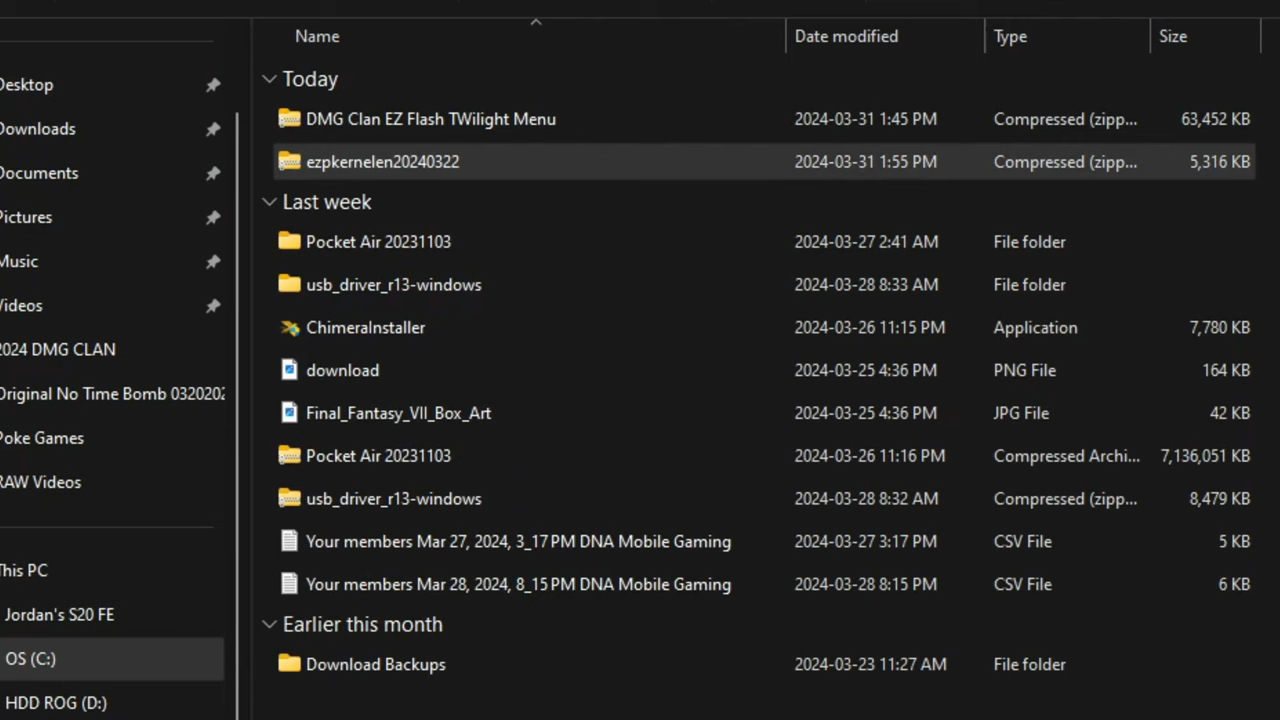 Name Date modified Type Size
Today
DMG Clan EZ Flash TWilight Menu 2024-03-31 1:45 PM Compressed (zipp... 63,452 KB
ezpkernelen20240322 2024-03-31 1:55 PM Compressed (zipp... 5,316 KB
Last week
Pocket Air 20231103 2024-03-27 2:41 AM File folder
usb_driver_r13-windows 2024-03-28 8:33 AM File folder
ChimeraInstaller 2024-03-26 11:15 PM Application 7,780 KB
download 2024-03-25 4:36 PM PNG File 164 KB
Final_Fantasy_VII_Box_Art 2024-03-25 4:36 PM JPG File 42 KB
Pocket Air 20231103 2024-03-26 11:16 PM Compressed Archi... 7,136,051 KB
usb_driver_r13-windows 2024-03-28 8:32 AM Compressed (zipp... 8,479 KB
Your members Mar 27, 2024, 3_17 PM DNA Mobile Gaming 2024-03-27 3:17 PM CSV File 5 KB
Your members Mar 28, 2024, 8_15 PM DNA Mobile Gaming 2024-03-28 8:15 PM CSV File 6 KB
Earlier this month
Download Backups 2024-03-23 11:27 AM File folder
Desktop
Downloads
Documents
Pictures
Music
Videos
2024 DMG CLAN
Original No Time Bomb 0320202
Poke Games
RAW Videos
This PC
Jordan's S20 FE
OS (C:)
HDD ROG (D:)